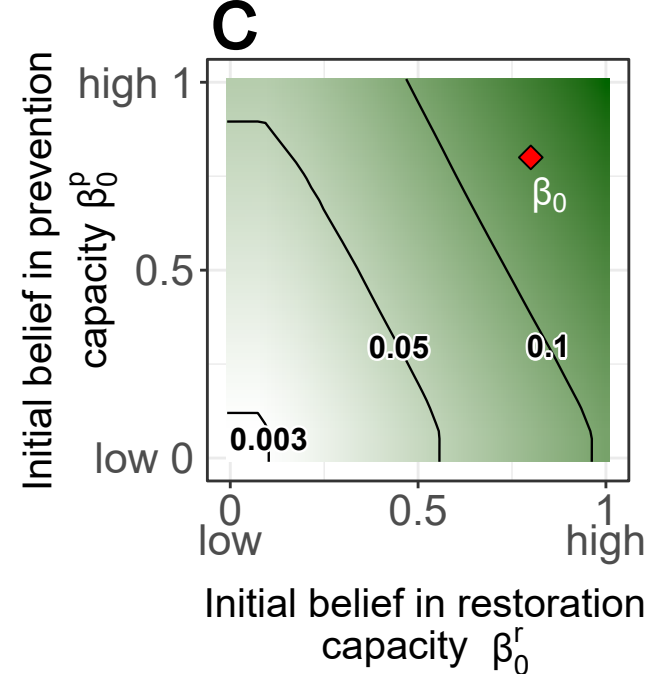 C
Initial belief in prevention
capacity β₀ᵖ
high 1
0.5
low 0
β₀
0.05
0.1
0.003
0 0.5 1
low high
Initial belief in restoration
capacity β₀ʳ